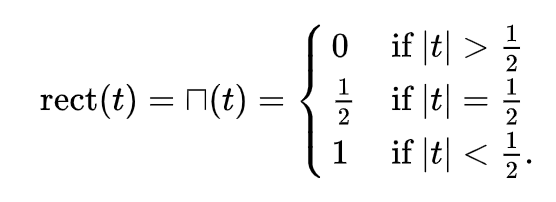 rect(t) = ⊓(t) = { 0 if |t| > 1/2
1/2 if |t| = 1/2
1 if |t| < 1/2.